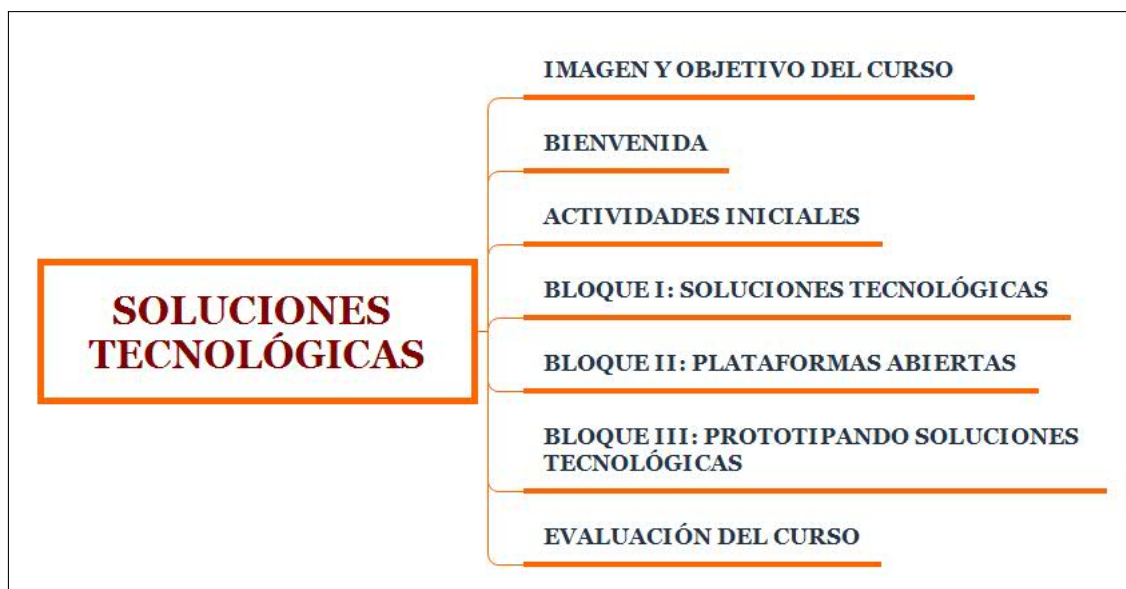 IMAGEN Y OBJETIVO DEL CURSO
BIENVENIDA
ACTIVIDADES INICIALES
SOLUCIONES
TECNOLÓGICAS
BLOQUE I: SOLUCIONES TECNOLÓGICAS
BLOQUE II: PLATAFORMAS ABIERTAS
BLOQUE III: PROTOTIPANDO SOLUCIONES
TECNOLÓGICAS
EVALUACIÓN DEL CURSO